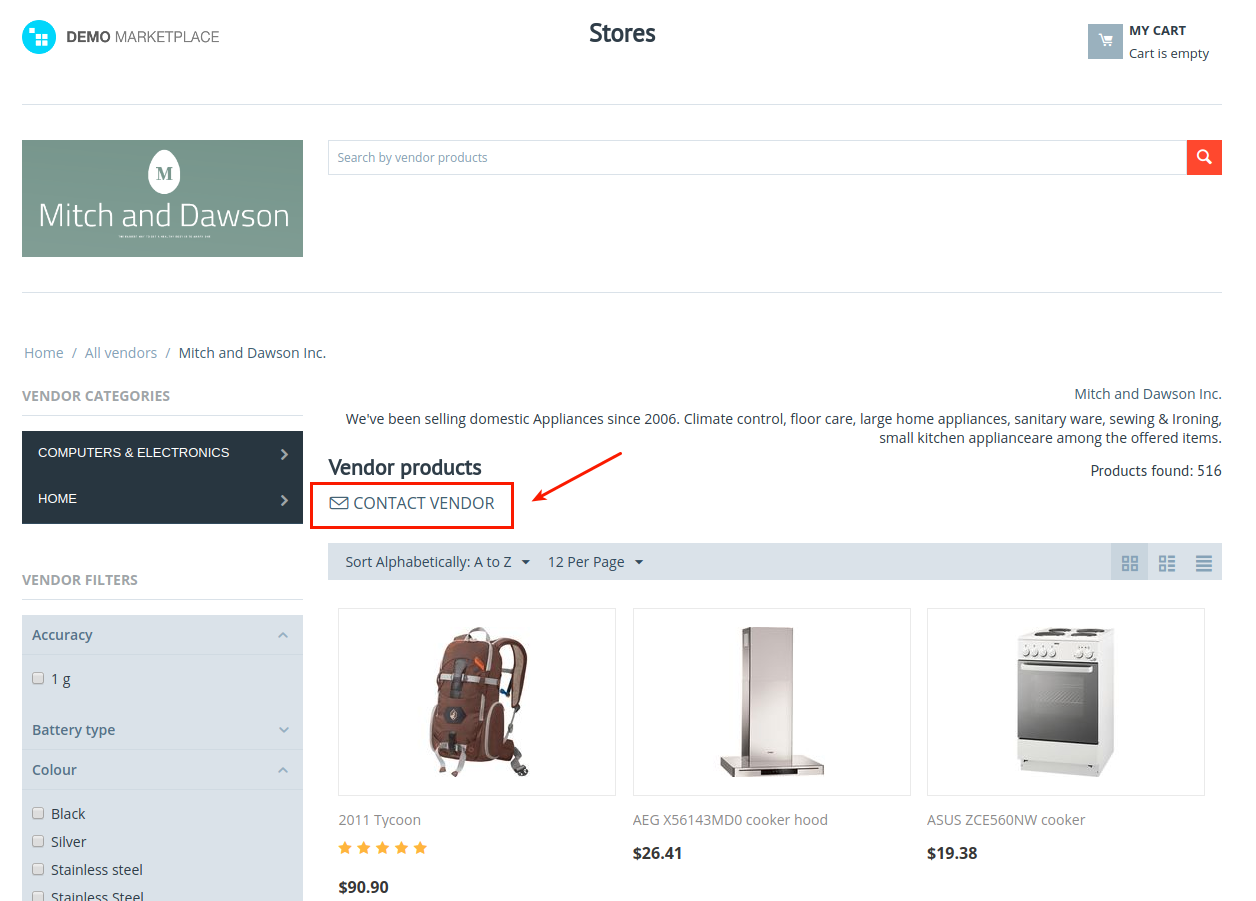 DEMO MARKETPLACE
Stores
MY CART
Cart is empty
M
Mitch and Dawson
Search by vendor products
Home / All vendors / Mitch and Dawson Inc.
VENDOR CATEGORIES
COMPUTERS & ELECTRONICS
HOME
VENDOR FILTERS
Accuracy
1 g
Battery type
Colour
Black
Silver
Stainless steel
Stainless Steel
Mitch and Dawson Inc.
We've been selling domestic Appliances since 2006. Climate control, floor care, large home appliances, sanitary ware, sewing & Ironing,
small kitchen applianceare among the offered items.
Vendor products
Products found: 516
CONTACT VENDOR
Sort Alphabetically: A to Z 12 Per Page
2011 Tycoon
$90.90
AEG X56143MD0 cooker hood
$26.41
ASUS ZCE560NW cooker
$19.38